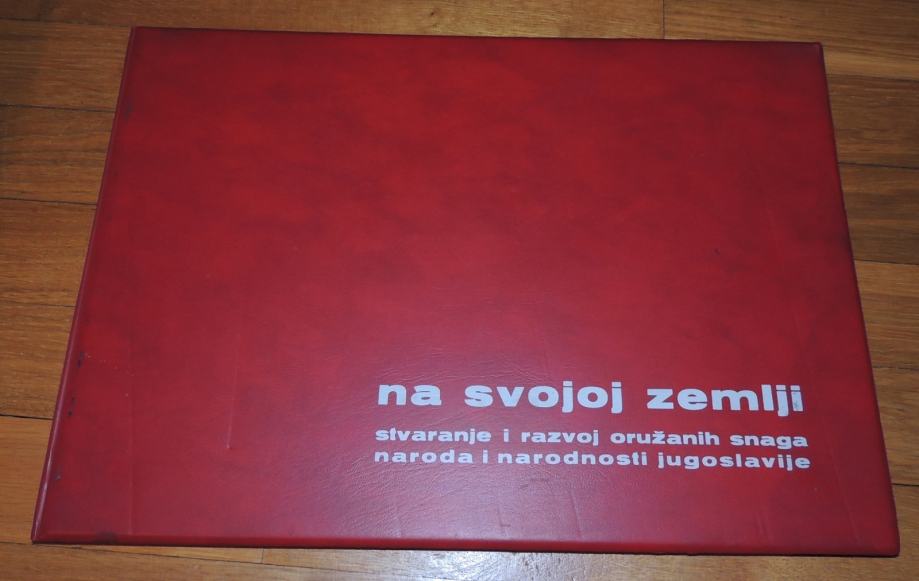 na svojoj zemlji
stvaranje i razvoj oružanih snaga
naroda i narodnosti jugoslavije